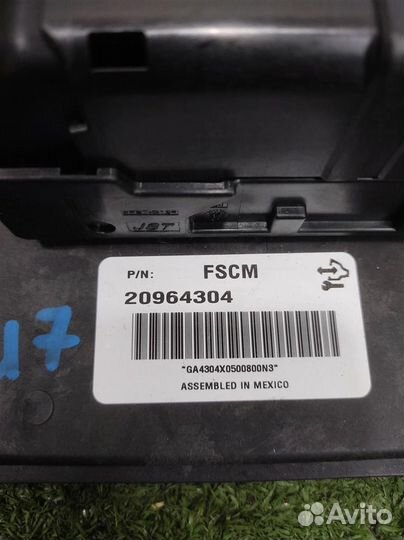 JST
P/N: FSCM
20964304
"GA4304X0500800N3"
ASSEMBLED IN MEXICO
17
Avito